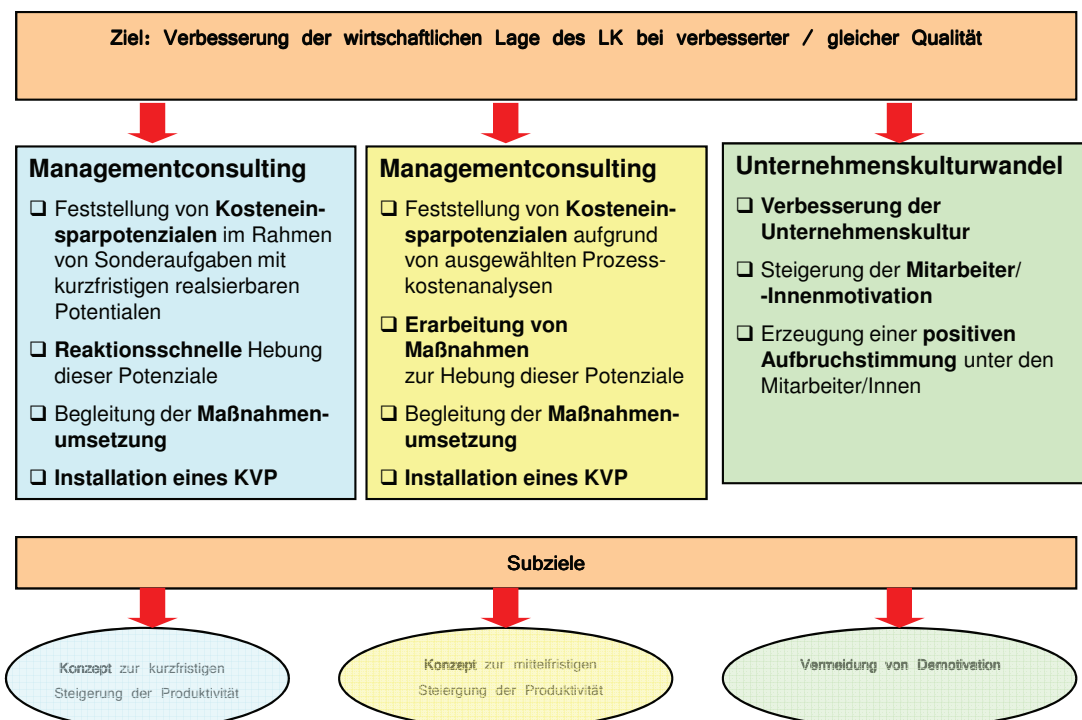 Ziel: Verbesserung der wirtschaftlichen Lage des LK bei verbesserter / gleicher Qualität
Managementconsulting
❑ Feststellung von Kostenein-
sparpotenzialen im Rahmen
von Sonderaufgaben mit
kurzfristigen realsierbaren
Potentialen
❑ Reaktionsschnelle Hebung
dieser Potenziale
❑ Begleitung der Maßnahmen-
umsetzung
❑ Installation eines KVP
Managementconsulting
❑ Feststellung von Kostenein-
sparpotenzialen aufgrund
von ausgewählten Prozess-
kostenanalysen
❑ Erarbeitung von
Maßnahmen
zur Hebung dieser Potenziale
❑ Begleitung der Maßnahmen-
umsetzung
❑ Installation eines KVP
Unternehmenskulturwandel
❑ Verbesserung der
Unternehmenskultur
❑ Steigerung der Mitarbeiter/
-Innenmotivation
❑ Erzeugung einer positiven
Aufbruchstimmung unter den
Mitarbeiter/Innen
Subziele
Konzept zur kurzfristigen
Steigerung der Produktivität
Konzept zur mittelfristigen
Steiergung der Produktivität
Vermeidung von Demotivation